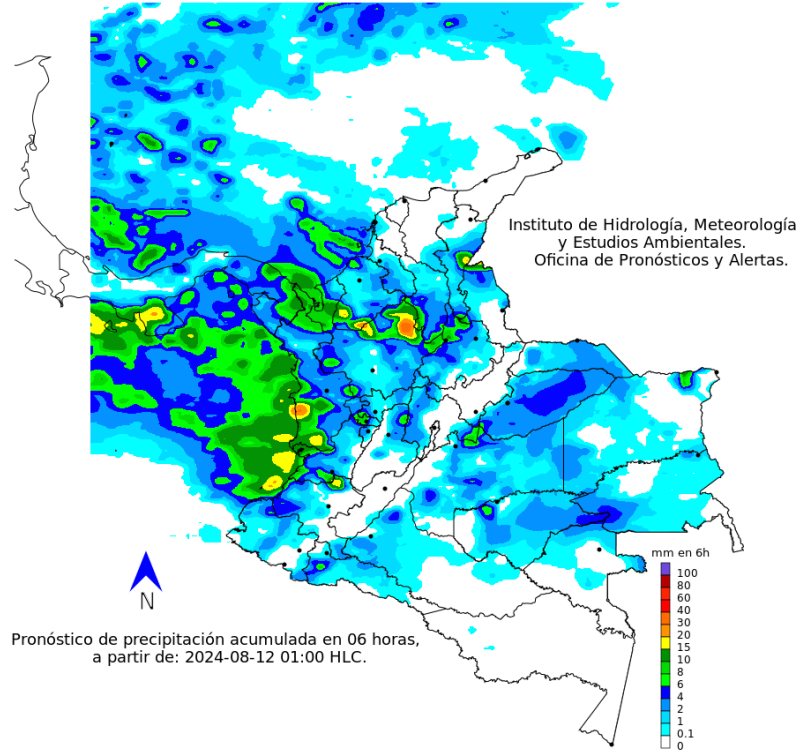 Instituto de Hidrología, Meteorología
y Estudios Ambientales.
Oficina de Pronósticos y Alertas.
mm en 6h
100
80
60
40
30
20
15
10
8
6
4
2
1
0.1
0
N
Pronóstico de precipitación acumulada en 06 horas,
a partir de: 2024-08-12 01:00 HLC.